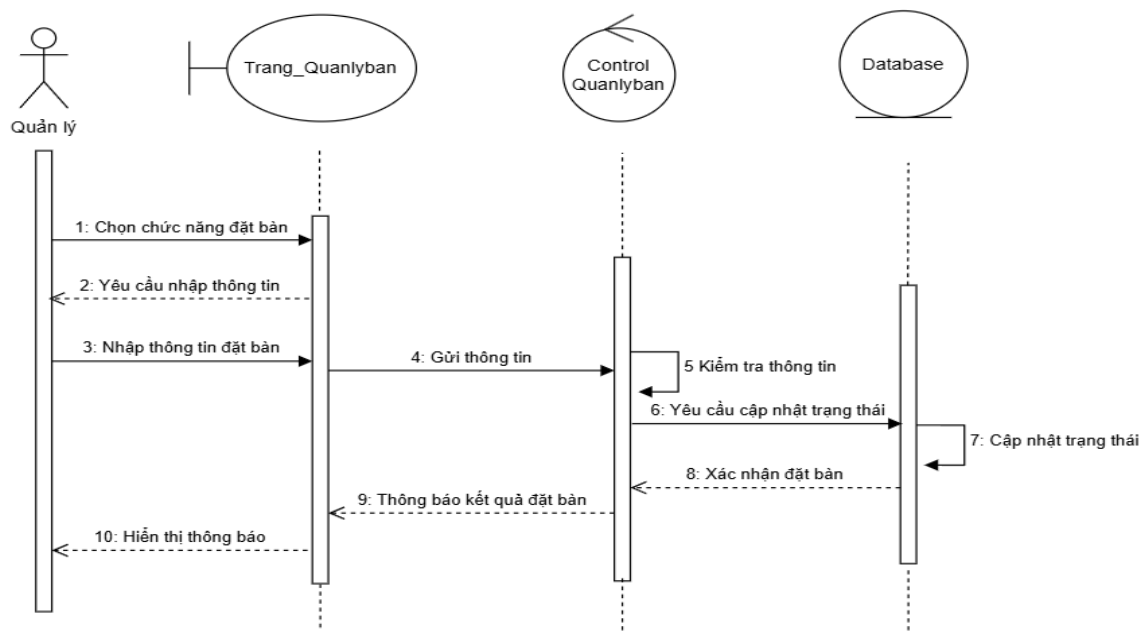 Quản lý
Trang_Quanlyban
Control
Quanlyban
Database
1: Chọn chức năng đặt bàn
2: Yêu cầu nhập thông tin
3: Nhập thông tin đặt bàn
4: Gửi thông tin
5 Kiểm tra thông tin
6: Yêu cầu cập nhật trạng thái
7: Cập nhật trạng thái
8: Xác nhận đặt bàn
9: Thông báo kết quả đặt bàn
10: Hiển thị thông báo